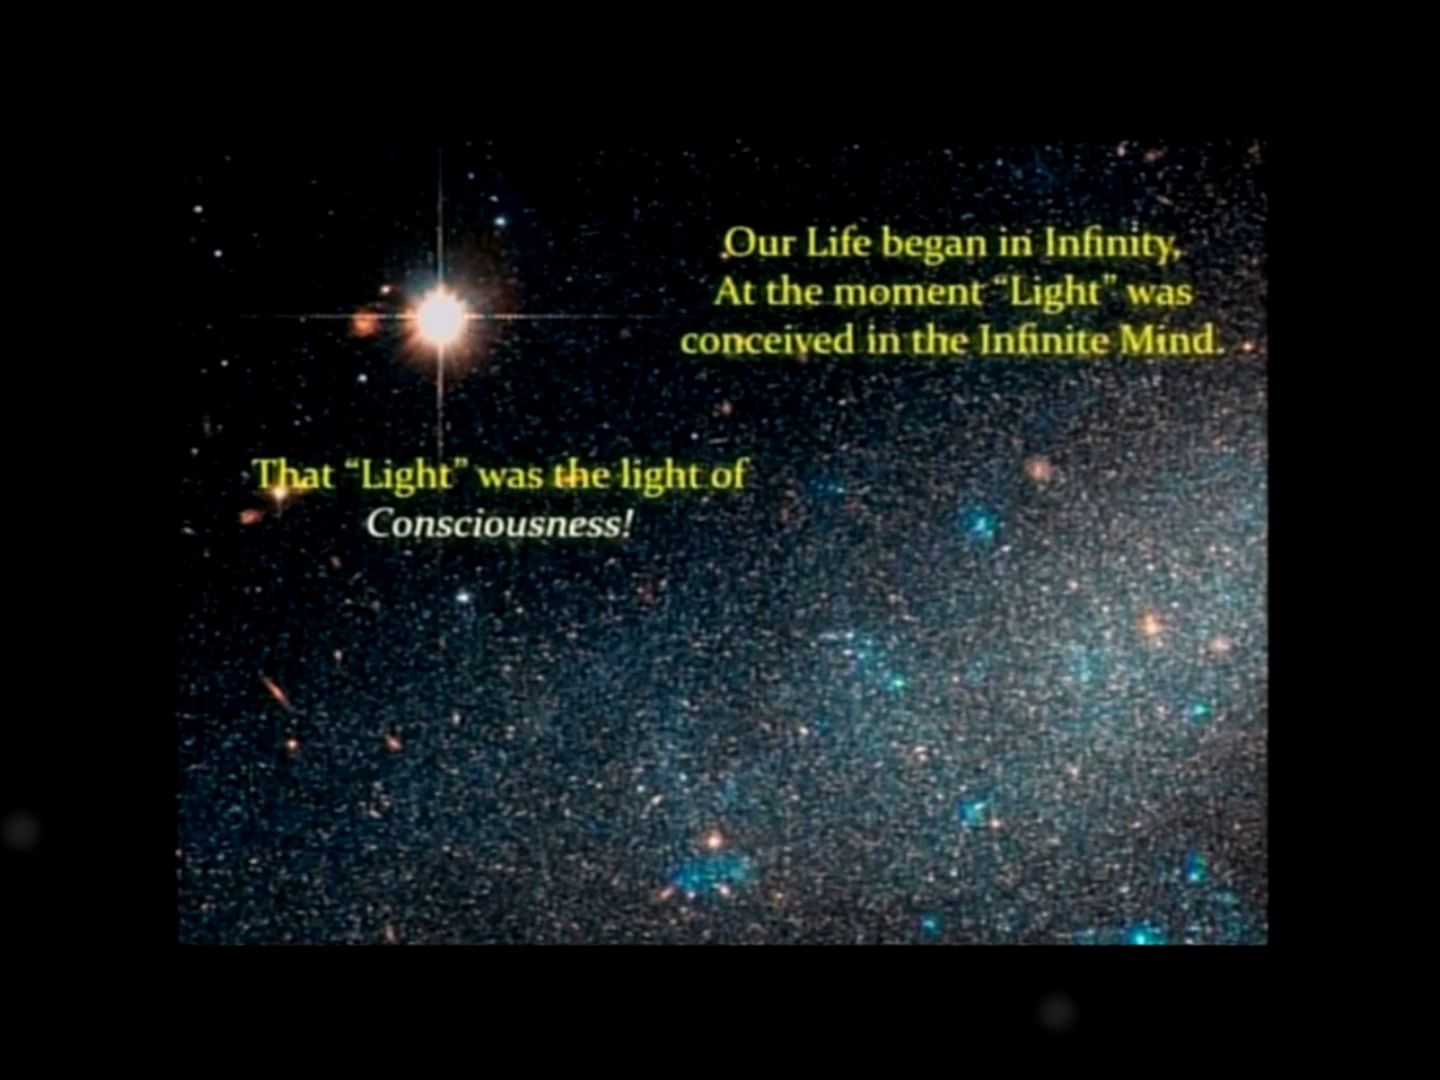 Our Life began in Infinity,
At the moment “Light” was
conceived in the Infinite Mind.
That “Light” was the light of
Consciousness!